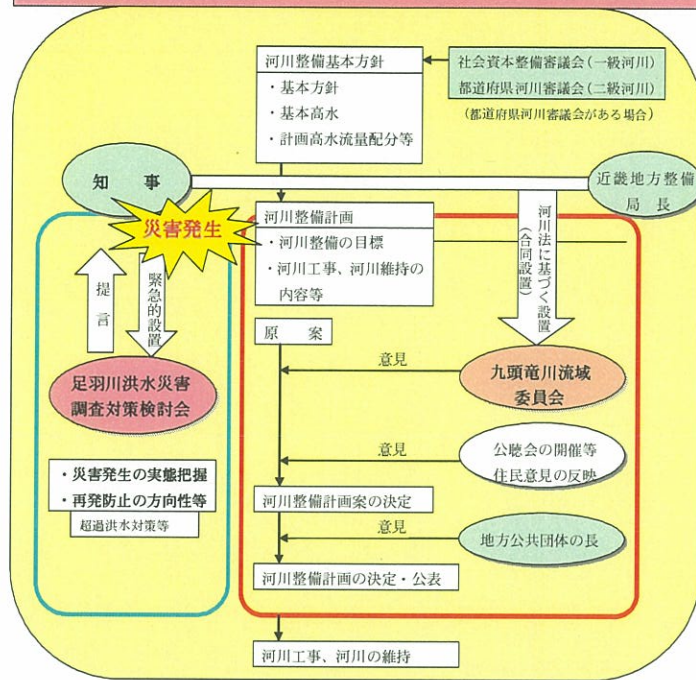 河川整備基本方針
・基本方針
・基本高水
・計画高水流量配分等
社会資本整備審議会（一級河川）
都道府県河川審議会（二級河川）
（都道府県河川審議会がある場合）
知　事
近畿地方整備
局長
災害発生
河川整備計画
・河川整備の目標
・河川工事、河川維持の
内容等
河川法に基づく設置
（合同設置）
提言
緊急的設置
足羽川洪水災害
調査対策検討会
・災害発生の実態把握
・再発防止の方向性等
超過洪水対策等
原　案
意見
九頭竜川流域
委員会
意見
公聴会の開催等
住民意見の反映
河川整備計画案の決定
意見
地方公共団体の長
河川整備計画の決定・公表
河川工事、河川の維持